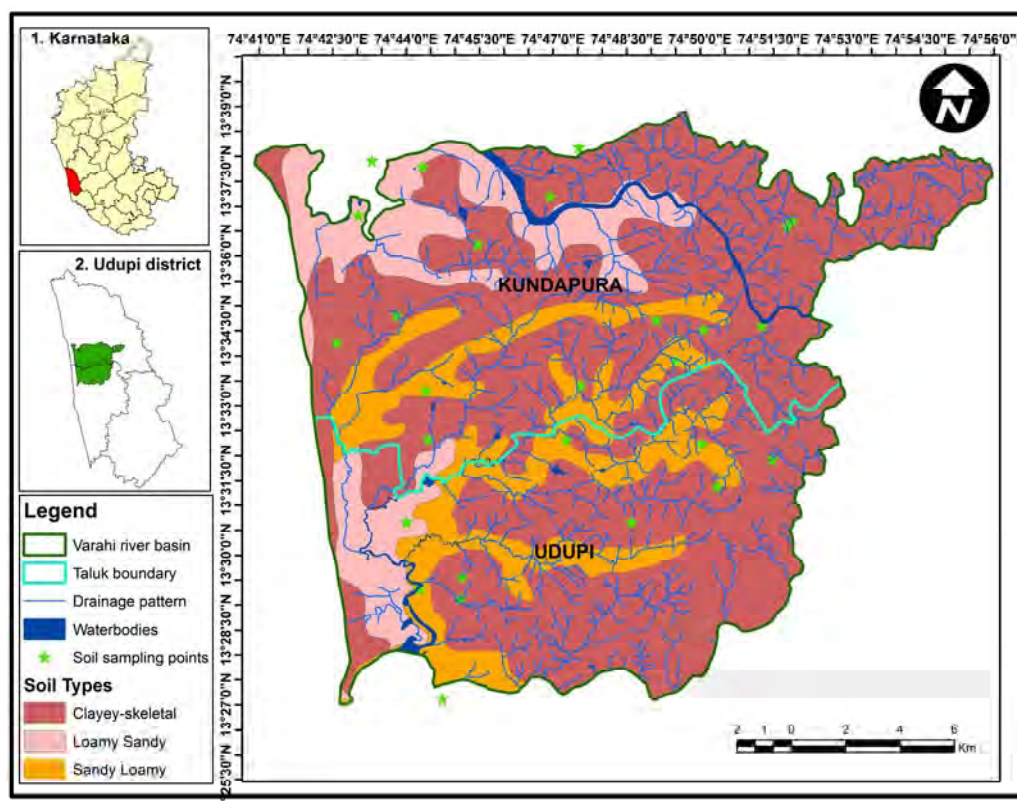 1. Karnataka
2. Udupi district
Legend
Varahi river basin
Taluk boundary
Drainage pattern
Waterbodies
Soil sampling points
Soil Types
Clayey-skeletal
Loamy Sandy
Sandy Loamy
74°41'0"E 74°42'30"E 74°44'0"E 74°45'30"E 74°47'0"E 74°48'30"E 74°50'0"E 74°51'30"E 74°53'0"E 74°54'30"E 74°56'0"E
13°39'0"N
13°37'30"N
13°36'0"N
13°34'30"N
13°33'0"N
13°31'30"N
13°30'0"N
13°28'30"N
13°27'0"N
°25'30"N
N
KUNDAPURA
UDUPI
2 1 0 2 4 6
Km